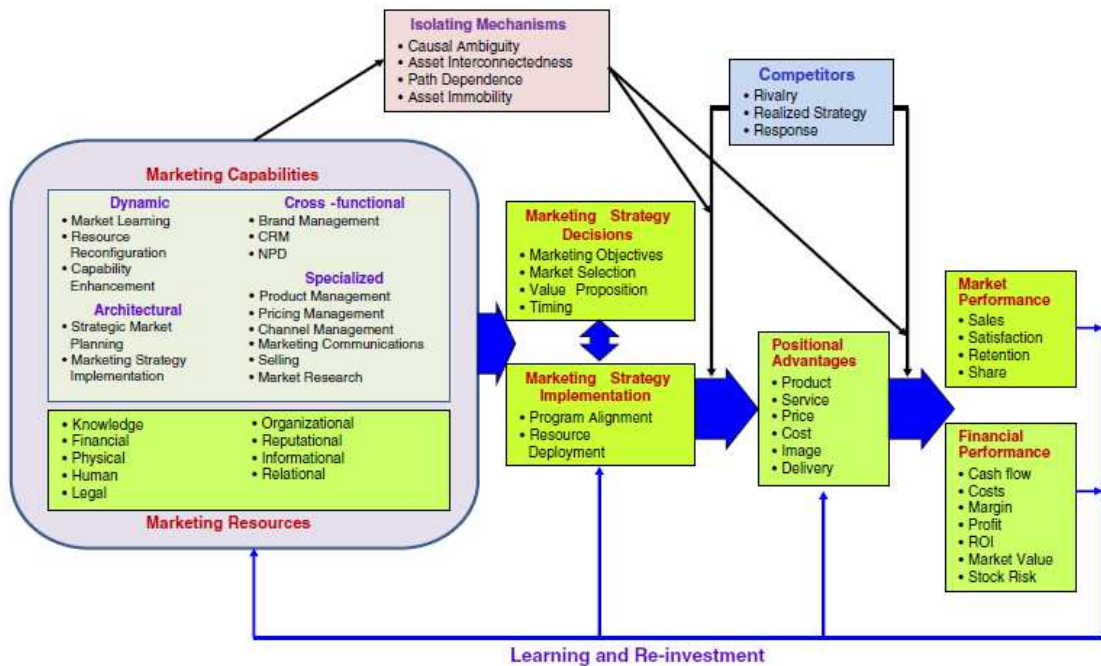 Isolating Mechanisms
• Causal Ambiguity
• Asset Interconnectedness
• Path Dependence
• Asset Immobility
Competitors
• Rivalry
• Realized Strategy
• Response
Marketing Capabilities
Dynamic
• Market Learning
• Resource
Reconfiguration
• Capability
Enhancement
Architectural
• Strategic Market
Planning
• Marketing Strategy
Implementation
Cross -functional
• Brand Management
• CRM
• NPD
Specialized
• Product Management
• Pricing Management
• Channel Management
• Marketing Communications
• Selling
• Market Research
• Knowledge
• Financial
• Physical
• Human
• Legal
• Organizational
• Reputational
• Informational
• Relational
Marketing Resources
Marketing Strategy
Decisions
• Marketing Objectives
• Market Selection
• Value Proposition
• Timing
Marketing Strategy
Implementation
• Program Alignment
• Resource
Deployment
Positional
Advantages
• Product
• Service
• Price
• Cost
• Image
• Delivery
Market
Performance
• Sales
• Satisfaction
• Retention
• Share
Financial
Performance
• Cash flow
• Costs
• Margin
• Profit
• ROI
• Market Value
• Stock Risk
Learning and Re-investment